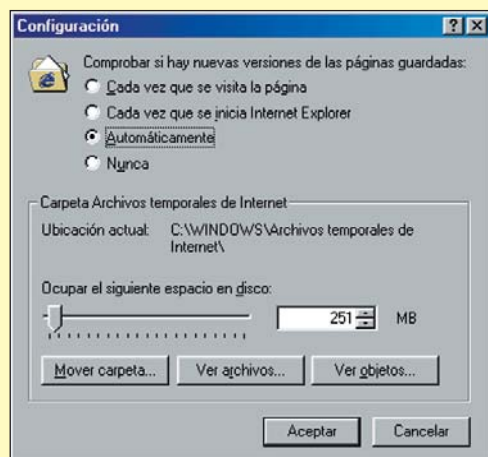 Configuración
Comprobar si hay nuevas versiones de las páginas guardadas:
Cada vez que se visita la página
Cada vez que se inicia Internet Explorer
Automáticamente
Nunca
Carpeta Archivos temporales de Internet
Ubicación actual: C:\WINDOWS\Archivos temporales de
Internet\
Ocupar el siguiente espacio en disco:
251 MB
Mover carpeta... Ver archivos... Ver objetos...
Aceptar Cancelar